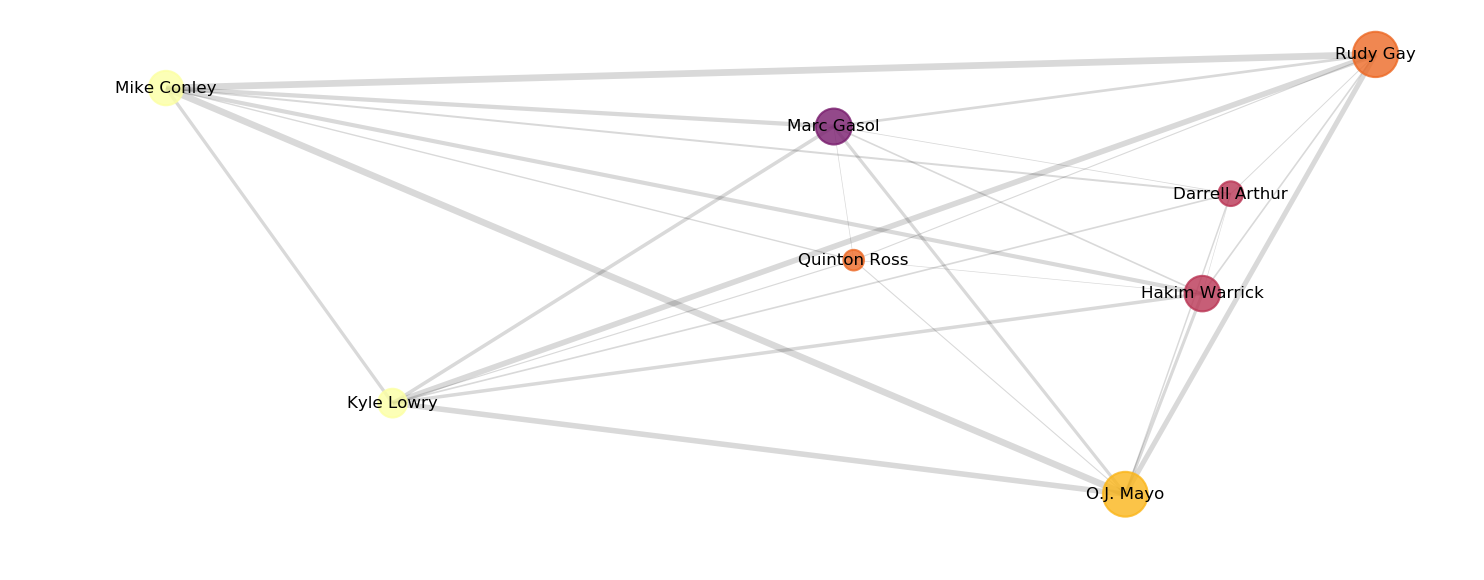 Rudy Gay
Mike Conley
Marc Gasol
Darrell Arthur
Quinton Ross
Hakim Warrick
Kyle Lowry
O.J. Mayo